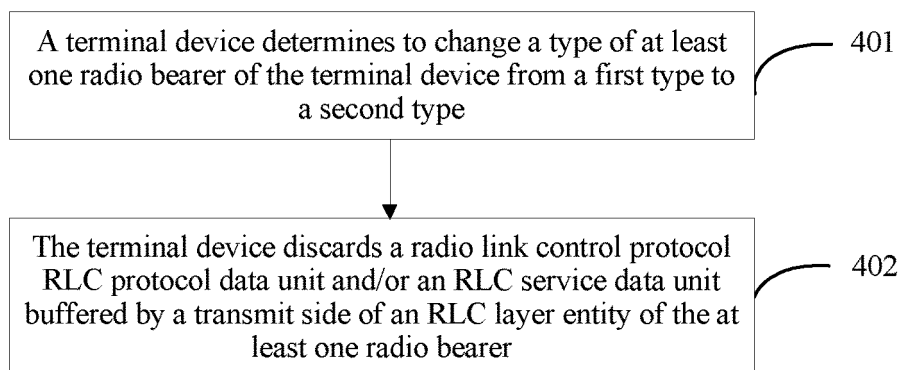 A terminal device determines to change a type of at least
one radio bearer of the terminal device from a first type to
a second type
401
The terminal device discards a radio link control protocol
RLC protocol data unit and/or an RLC service data unit
buffered by a transmit side of an RLC layer entity of the at
least one radio bearer
402